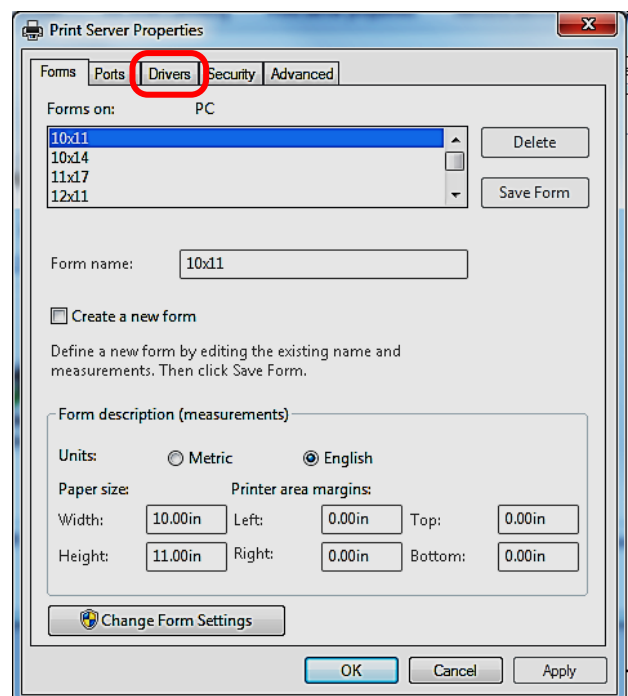 Print Server Properties
Forms Ports Drivers Security Advanced
Forms on: PC
10x11
10x14
11x17
12x11
Delete
Save Form
Form name: 10x11
Create a new form
Define a new form by editing the existing name and
measurements. Then click Save Form.
Form description (measurements)
Units: Metric English
Paper size: Printer area margins:
Width: 10.00in Left: 0.00in Top: 0.00in
Height: 11.00in Right: 0.00in Bottom: 0.00in
Change Form Settings
OK Cancel Apply